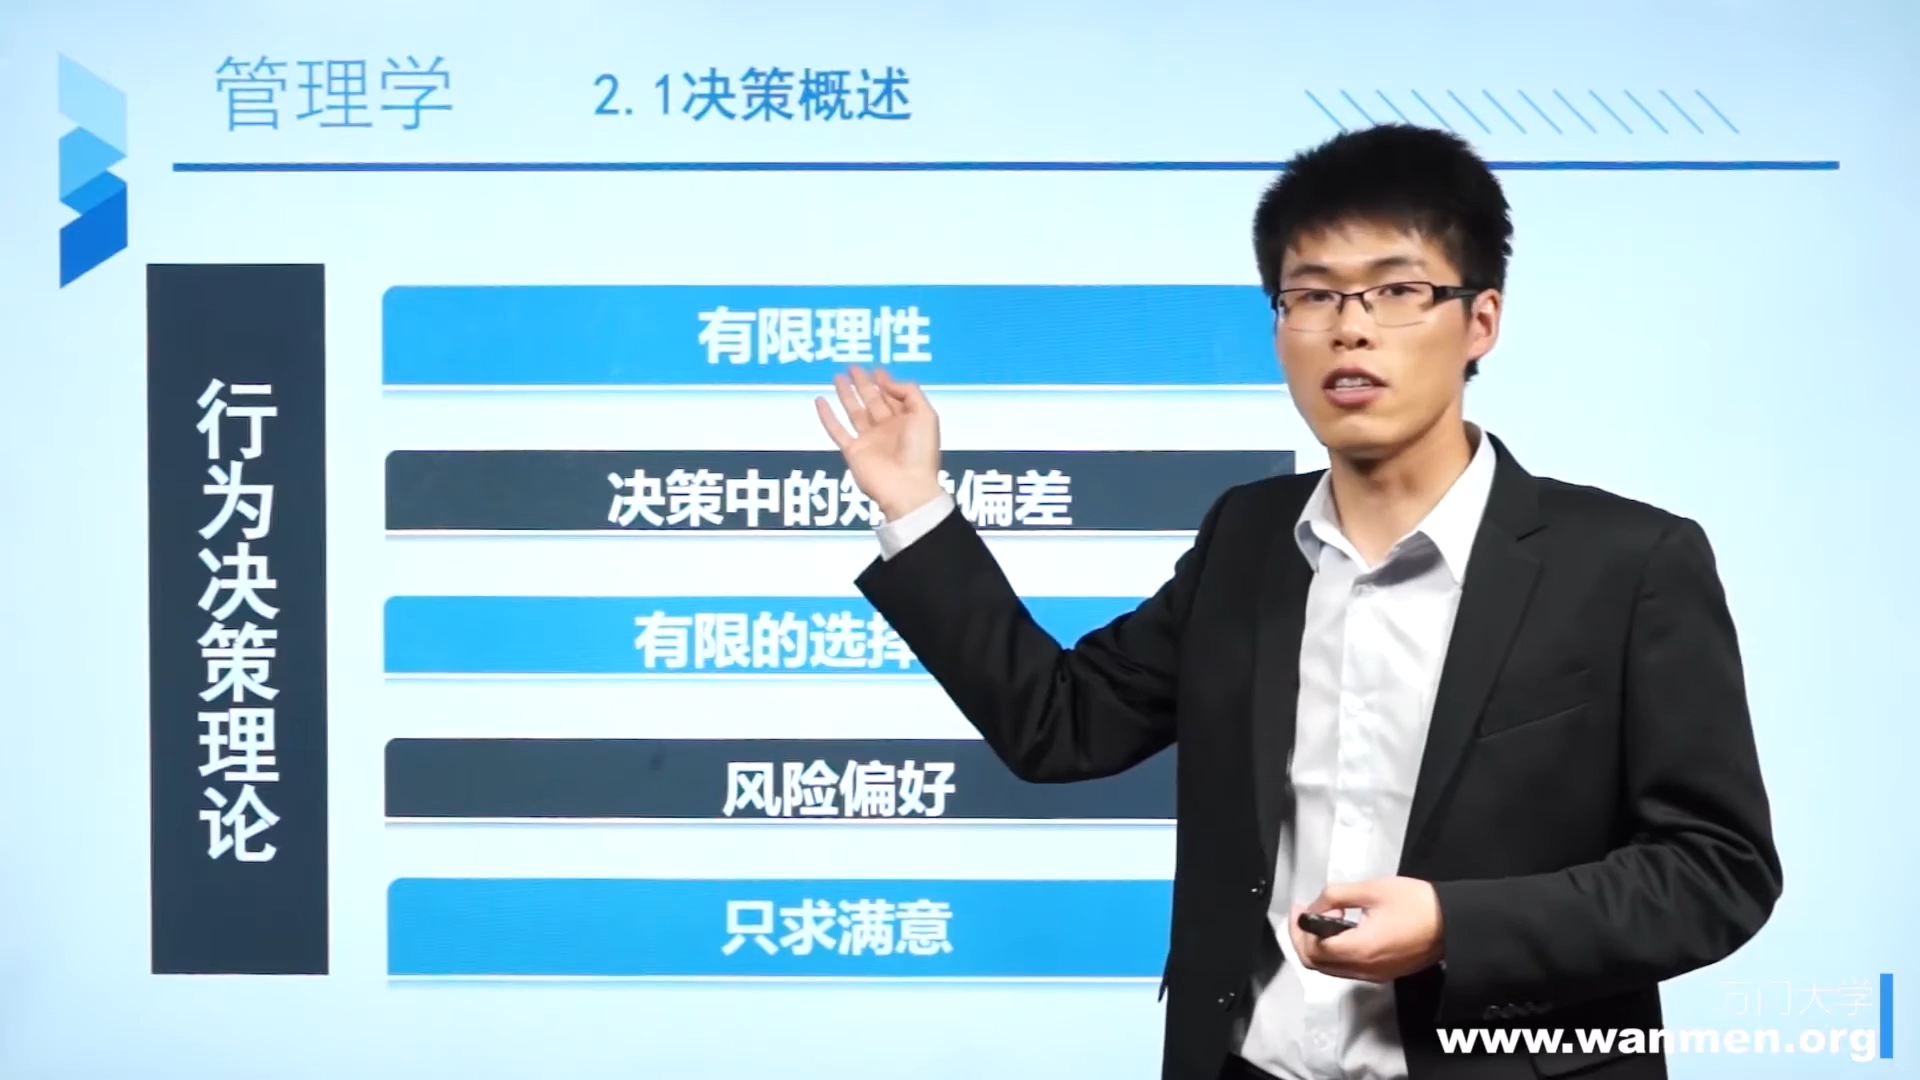 管理学
2.1决策概述
行为决策理论
有限理性
决策中的知 偏差
有限的选择
风险偏好
只求满意
万门大学
www.wanmen.org